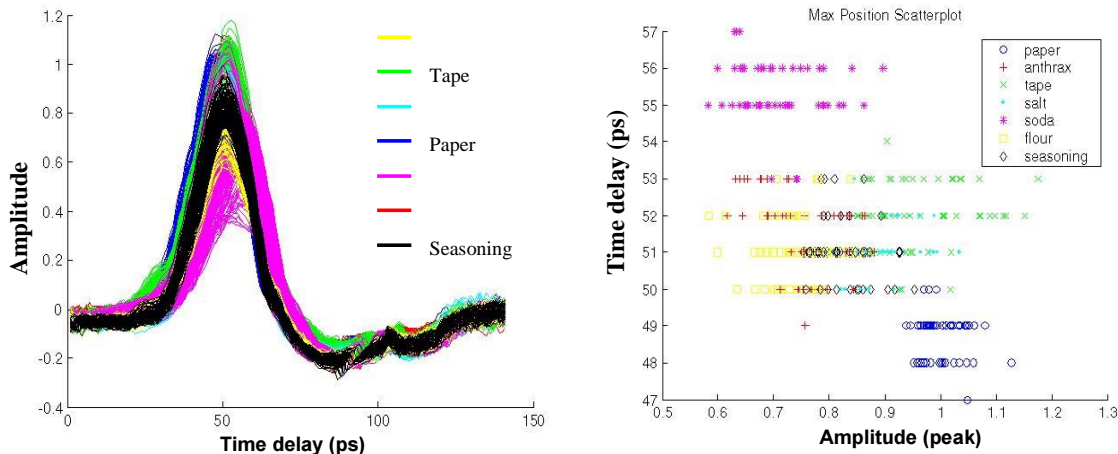 Amplitude
1.2
1
0.8
0.6
0.4
0.2
0
-0.2
-0.4
0
50
100
150
Time delay (ps)
Tape
Paper
Seasoning
Max Position Scatterplot
Time delay (ps)
57
56
55
54
53
52
51
50
49
48
47
0.5
0.6
0.7
0.8
0.9
1
1.1
1.2
1.3
Amplitude (peak)
paper
anthrax
tape
salt
soda
flour
seasoning